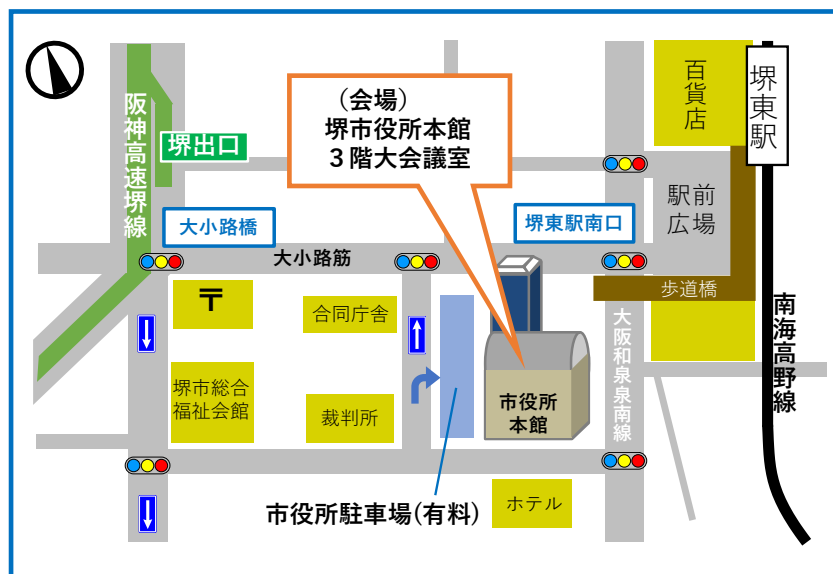 阪神高速堺線
堺出口
（会場）
堺市役所本館
３階大会議室
百貨店
堺東駅
大小路橋
堺東駅南口
駅前
広場
大小路筋
歩道橋
〒
合同庁舎
大阪和泉泉南線
南海高野線
堺市総合
福祉会館
裁判所
市役所
本館
市役所駐車場(有料)
ホテル